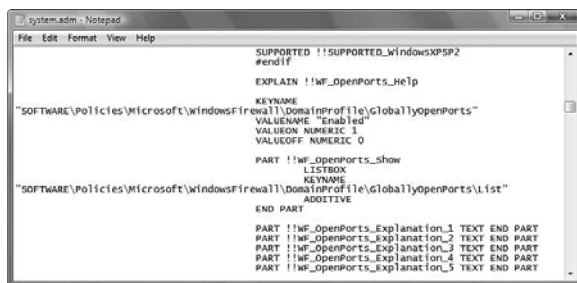 system.adm - Notepad
File Edit Format View Help
SUPPORTED !!SUPPORTED_WindowsXPSP2
#endif
EXPLAIN !!WF_OpenPorts_Help
KEYNAME
"SOFTWARE\Policies\Microsoft\WindowsFirewall\DomainProfile\GloballyOpenPorts"
VALUENAME "Enabled"
VALUEON NUMERIC 1
VALUEOFF NUMERIC 0
PART !!WF_OpenPorts_Show
LISTBOX
KEYNAME
"SOFTWARE\Policies\Microsoft\WindowsFirewall\DomainProfile\GloballyOpenPorts\List"
ADDITIVE
END PART
PART !!WF_OpenPorts_Explanation_1 TEXT END PART
PART !!WF_OpenPorts_Explanation_2 TEXT END PART
PART !!WF_OpenPorts_Explanation_3 TEXT END PART
PART !!WF_OpenPorts_Explanation_4 TEXT END PART
PART !!WF_OpenPorts_Explanation_5 TEXT END PART